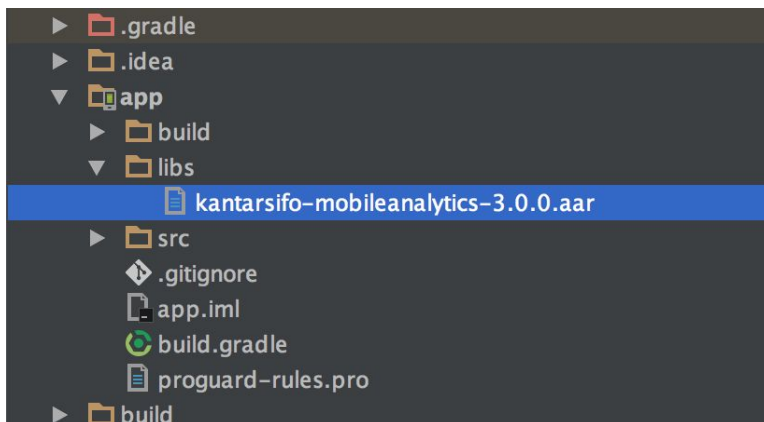 .gradle
.idea
app
build
libs
kantarsifo-mobileanalytics-3.0.0.aar
src
.gitignore
app.iml
build.gradle
proguard-rules.pro
build